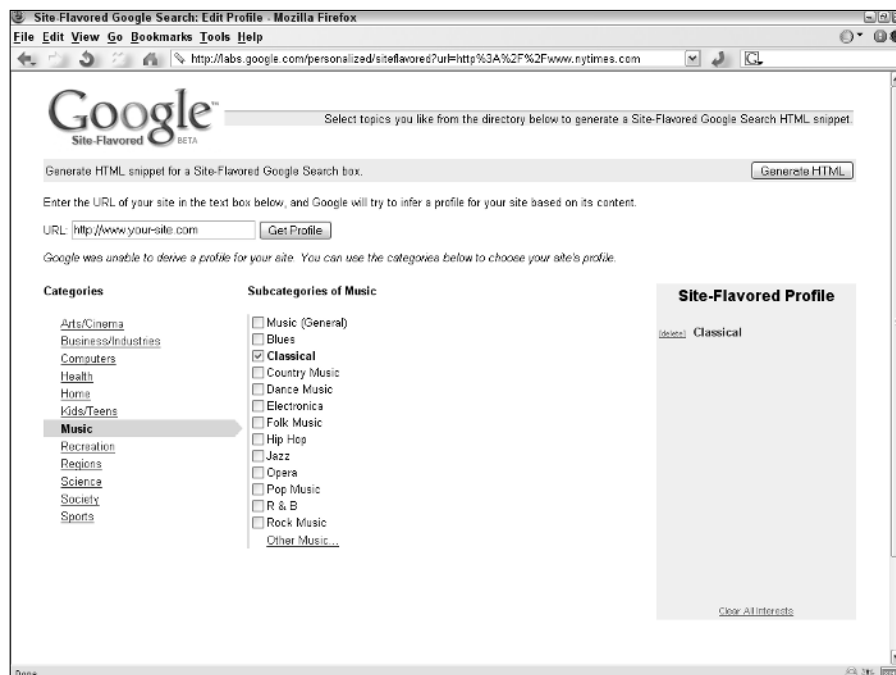 Site-Flavored Google Search: Edit Profile - Mozilla Firefox
File Edit View Go Bookmarks Tools Help
http://labs.google.com/personalized/siteflavored?url=http%3A%2F%2Fwww.nytimes.com
Google™
Site-Flavored BETA
Select topics you like from the directory below to generate a Site-Flavored Google Search HTML snippet.
Generate HTML snippet for a Site-Flavored Google Search box.
Generate HTML
Enter the URL of your site in the text box below, and Google will try to infer a profile for your site based on its content.
URL: http://www.your-site.com Get Profile
Google was unable to derive a profile for your site. You can use the categories below to choose your site's profile.
Categories
Arts/Cinema
Business/Industries
Computers
Health
Home
Kids/Teens
Music
Recreation
Regions
Science
Society
Sports
Subcategories of Music
Music (General)
Blues
Classical
Country Music
Dance Music
Electronica
Folk Music
Hip Hop
Jazz
Opera
Pop Music
R & B
Rock Music
Other Music...
Site-Flavored Profile
[delete] Classical
Clear All Interests
Done